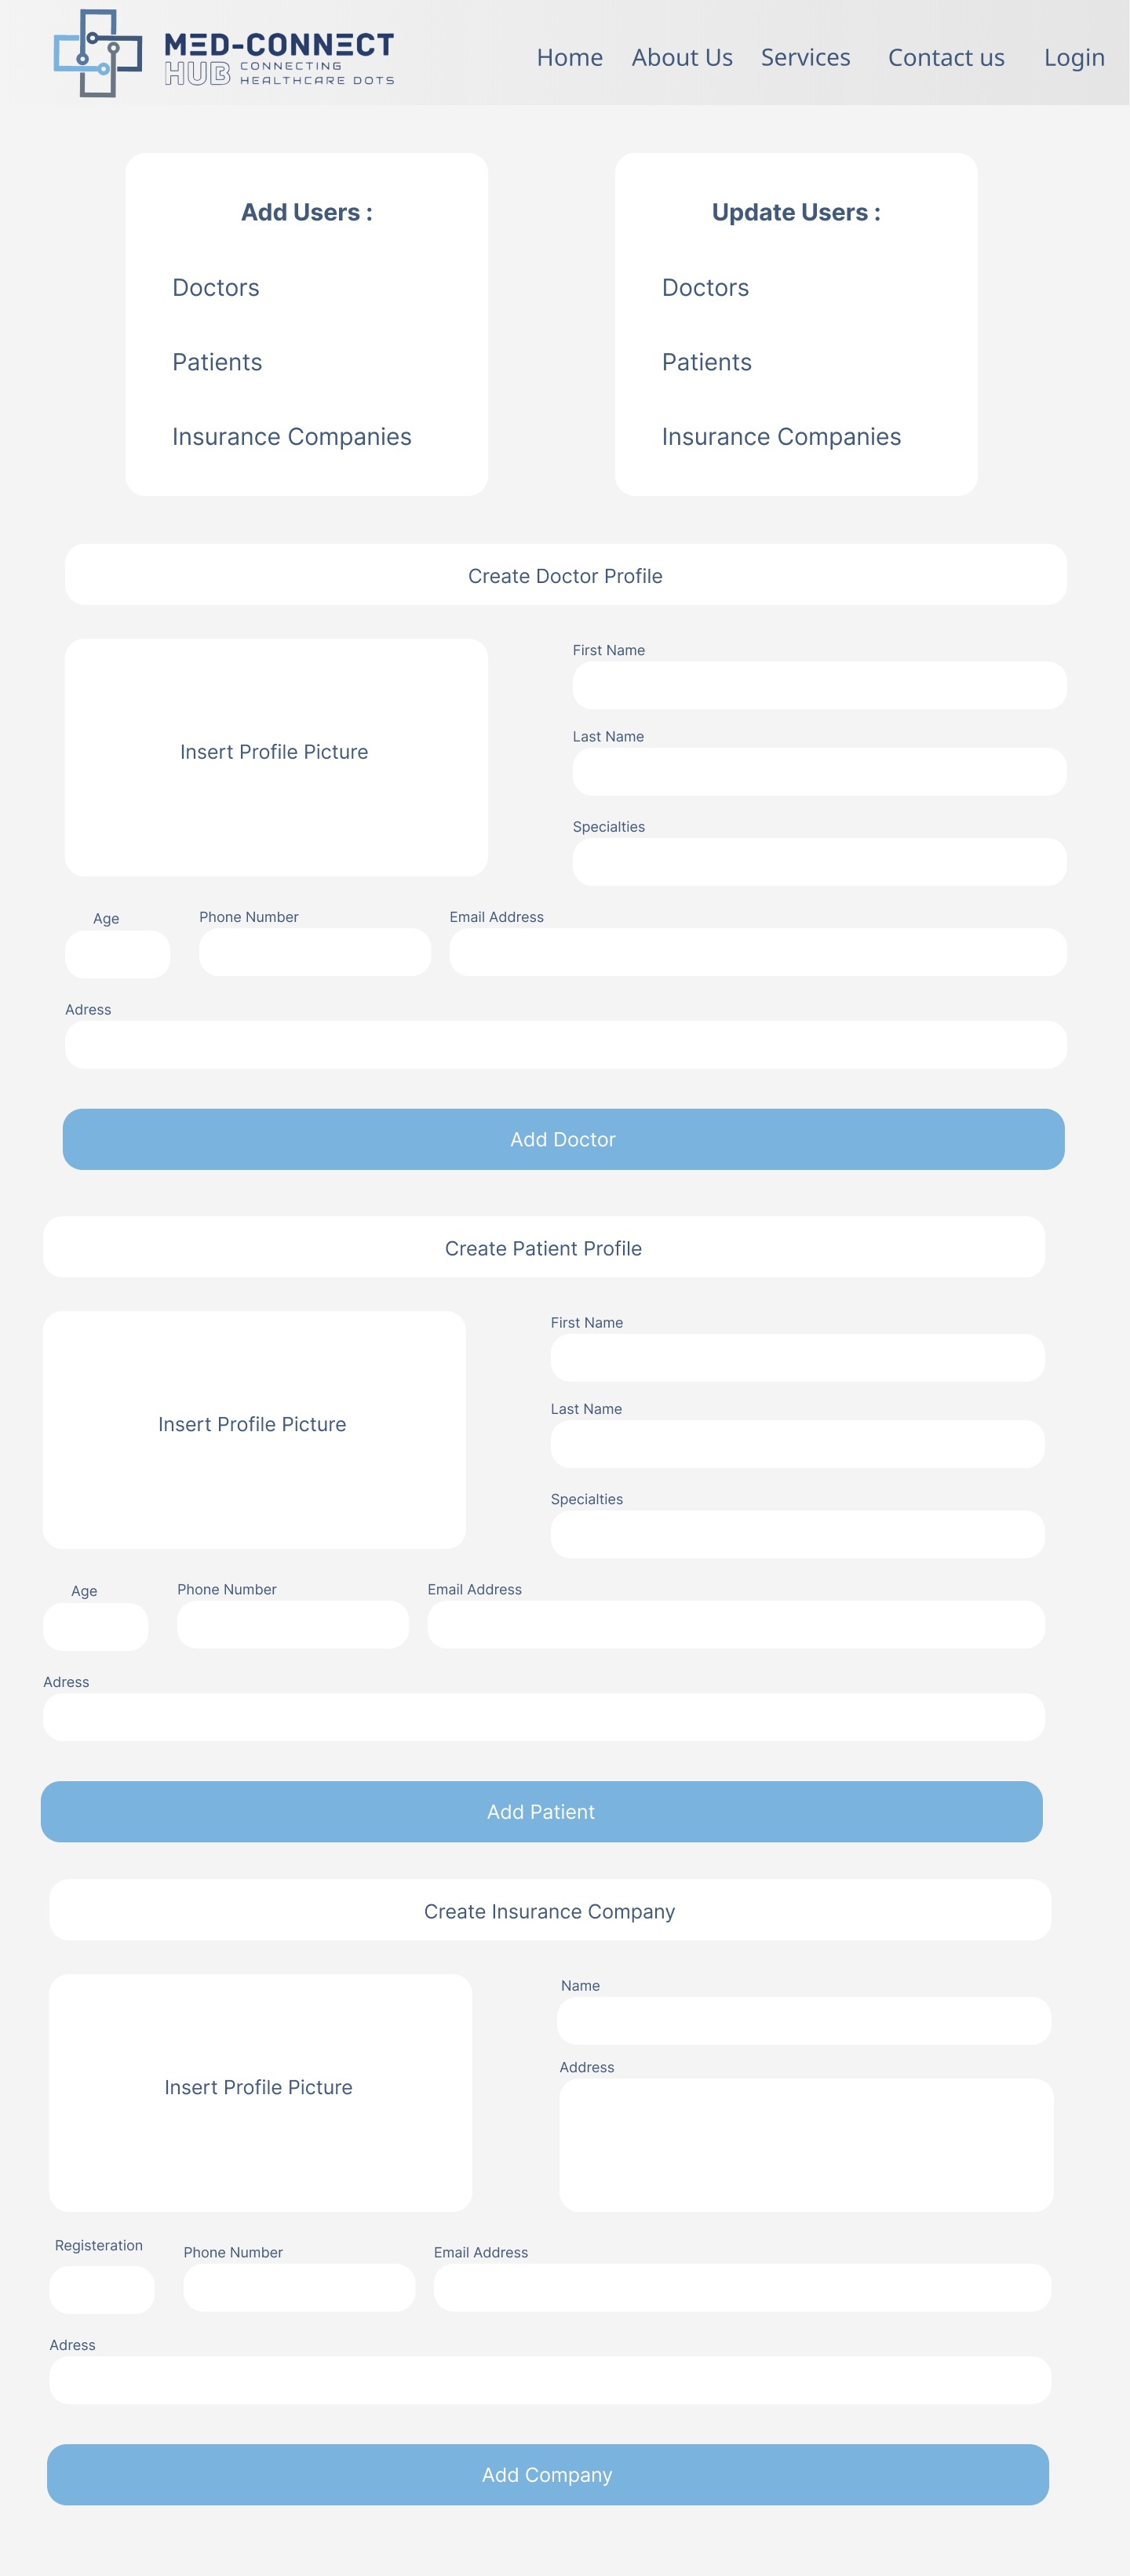 MED-CONNECT
HUB CONNECTING
HEALTHCARE DOTS
Home About Us Services Contact us Login
Add Users :
Doctors
Patients
Insurance Companies
Update Users :
Doctors
Patients
Insurance Companies
Create Doctor Profile
Insert Profile Picture
First Name
Last Name
Specialties
Age Phone Number Email Address
Adress
Add Doctor
Create Patient Profile
Insert Profile Picture
First Name
Last Name
Specialties
Age Phone Number Email Address
Adress
Add Patient
Create Insurance Company
Insert Profile Picture
Name
Address
Registeration Phone Number Email Address
Adress
Add Company